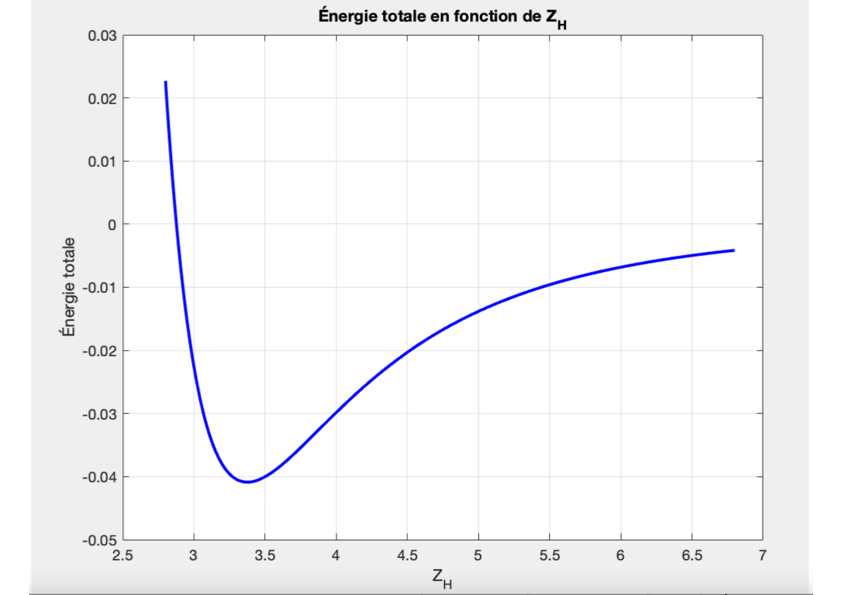 Énergie totale en fonction de Z_H
0.03
0.02
0.01
0
-0.01
-0.02
-0.03
-0.04
-0.05
Énergie totale
2.5 3 3.5 4 4.5 5 5.5 6 6.5 7
Z_H